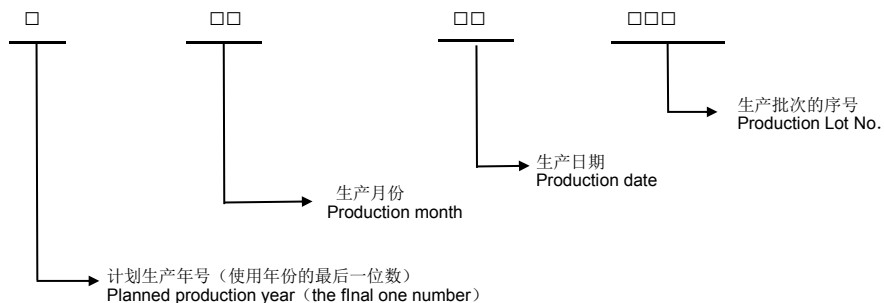 □ □□ □□ □□□
生产批次的序号
Production Lot No.
生产日期
Production date
生产月份
Production month
计划生产年号（使用年份的最后一位数）
Planned production year（the fInal one number）